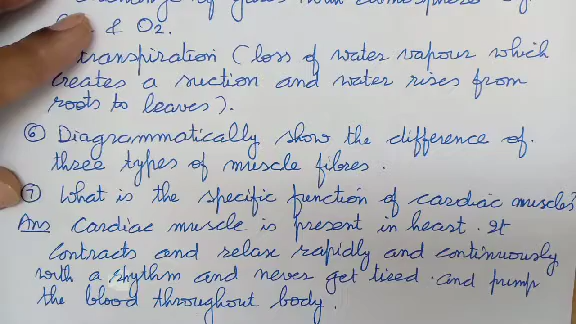 & O2.
transpiration (loss of water vapour which
creates a suction and water rises from
roots to leaves).
⑥ Diagrammatically show the difference of.
three types of muscle fibres.
⑦ What is the specific function of cardiac muscles?
Ans Cardiac muscle is present in heart. It
contracts and relax rapidly and continuously
with a rhythm and never get tired. and pump
the blood throughout body.